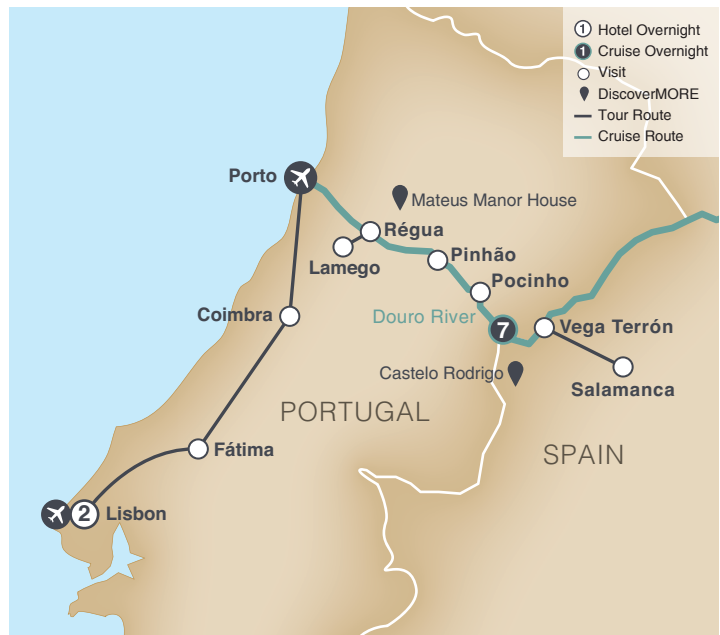 1 Hotel Overnight
1 Cruise Overnight
Visit
DiscoverMORE
Tour Route
Cruise Route
Porto
Mateus Manor House
Régua
Lamego
Pinhão
Pocinho
Coimbra
Douro River
7
Vega Terrón
Castelo Rodrigo
Salamanca
PORTUGAL
Fátima
SPAIN
2 Lisbon